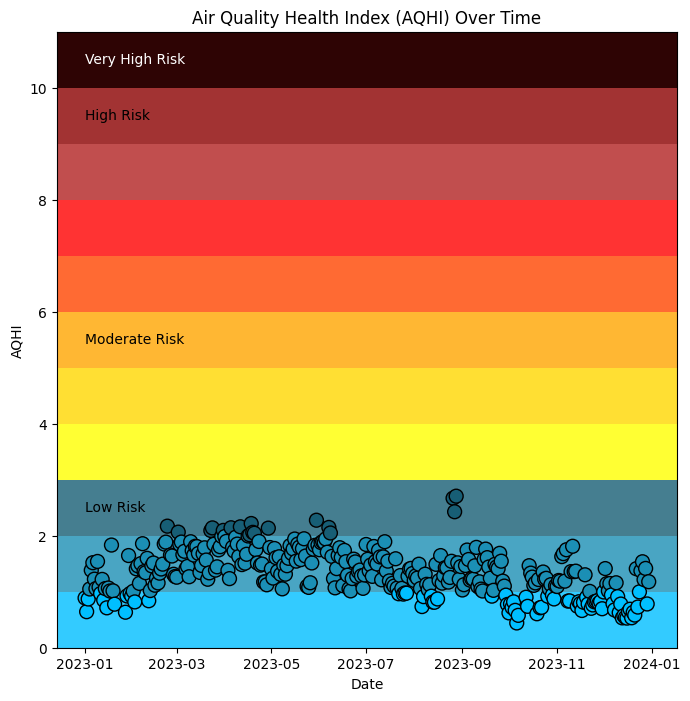 Air Quality Health Index (AQHI) Over Time
Very High Risk
10
High Risk
8
6
Moderate Risk
AQHI
4
Low Risk
2
0
2023-01 2023-03 2023-05 2023-07 2023-09 2023-11 2024-01
Date